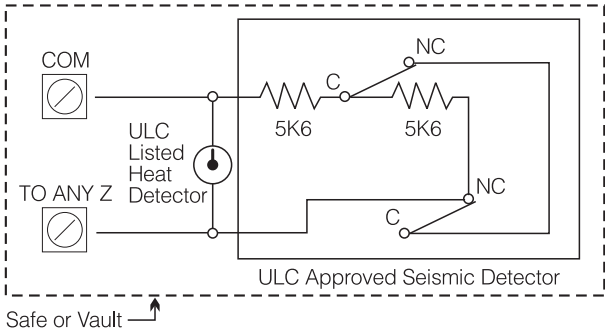 COM
NC
C
5K6
5K6
ULC
Listed
Heat
Detector
TO ANY Z
NC
C
ULC Approved Seismic Detector
Safe or Vault